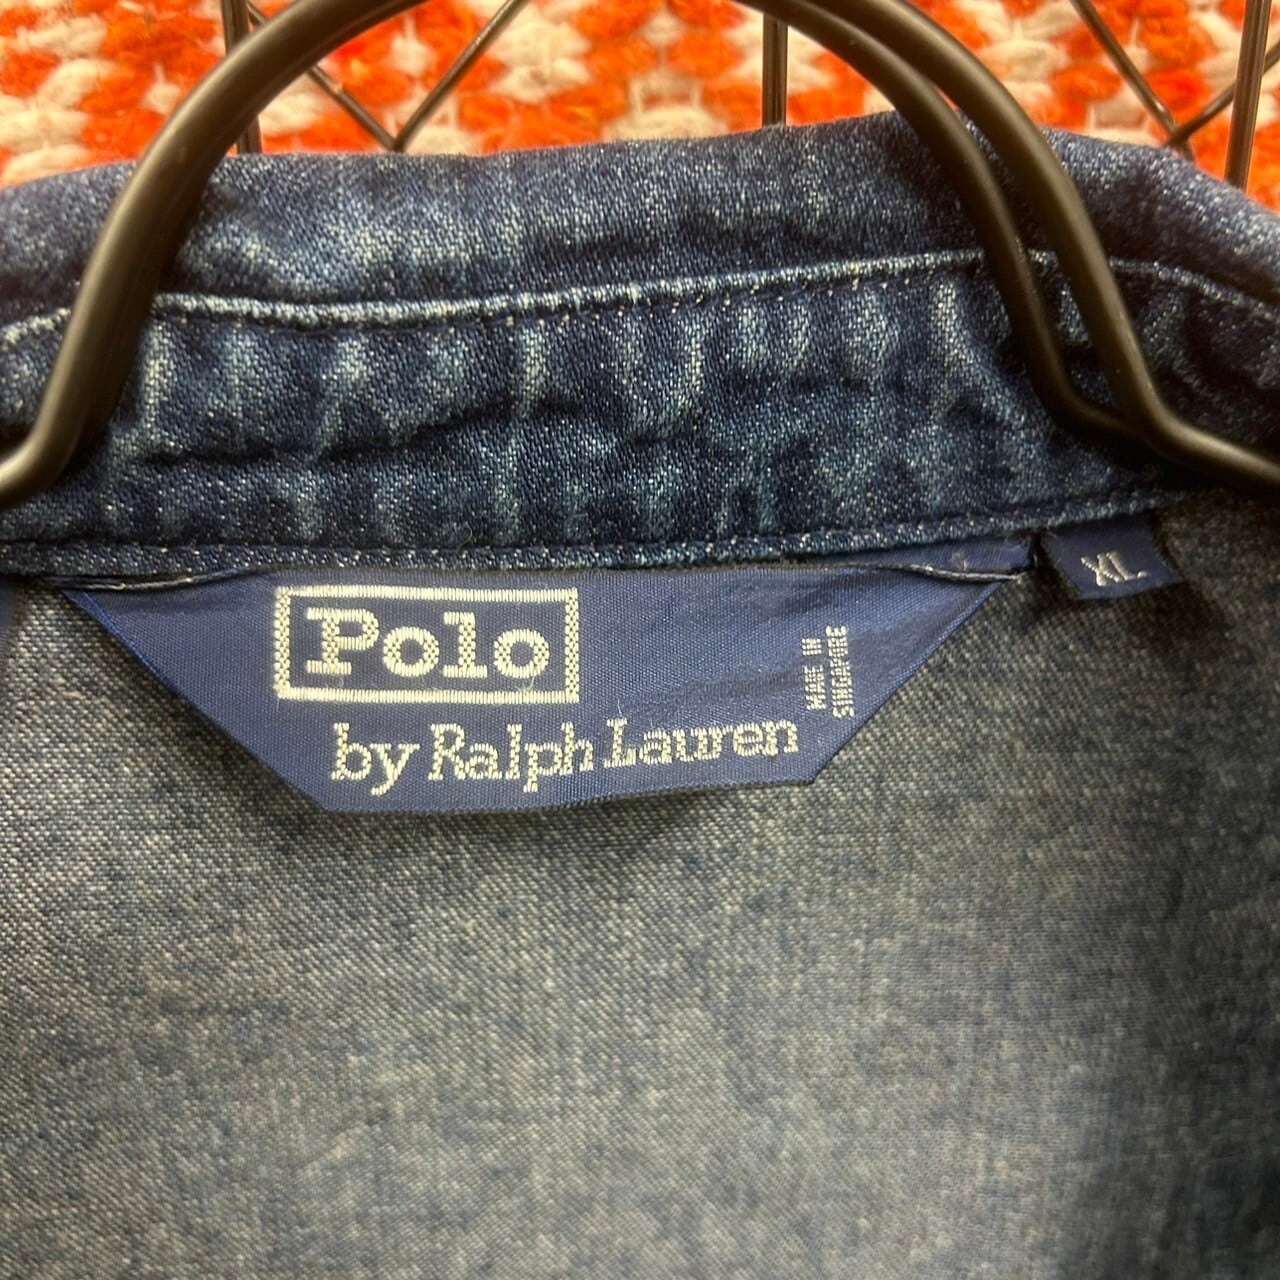 Polo
by Ralph Lauren
MADE IN
SINGAPORE
XL